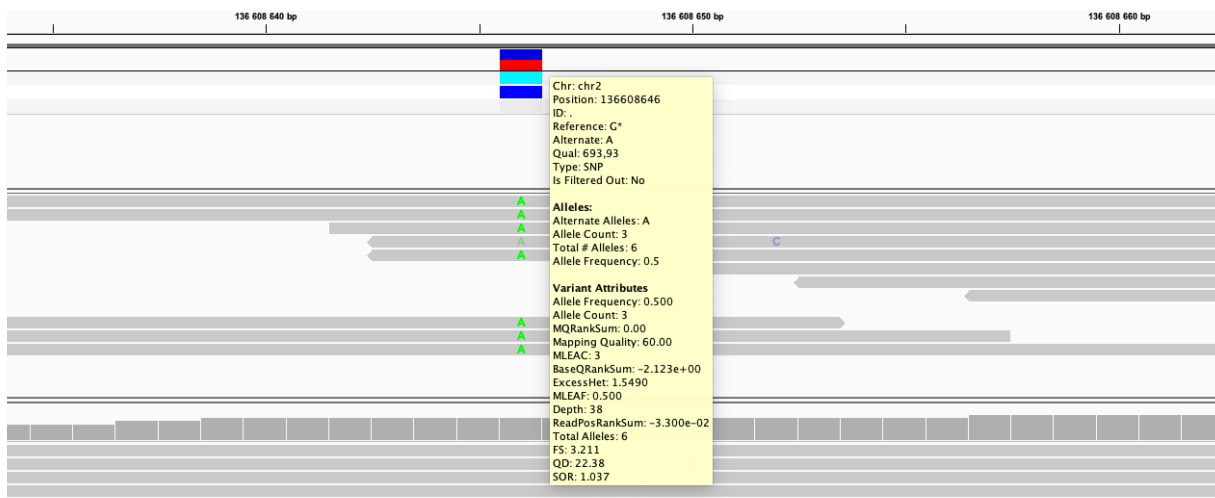 136 608 640 bp
136 608 650 bp
136 608 660 bp
Chr: chr2
Position: 136608646
ID: .
Reference: G*
Alternate: A
Qual: 693,93
Type: SNP
Is Filtered Out: No
Alleles:
Alternate Alleles: A
Allele Count: 3
Total # Alleles: 6
Allele Frequency: 0.5
Variant Attributes
Allele Frequency: 0.500
Allele Count: 3
MQRankSum: 0.00
Mapping Quality: 60.00
MLEAC: 3
BaseQRankSum: −2.123e+00
ExcessHet: 1.5490
MLEAF: 0.500
Depth: 38
ReadPosRankSum: −3.300e−02
Total Alleles: 6
FS: 3.211
QD: 22.38
SOR: 1.037
A
A
A
A
C
A
A
A
A